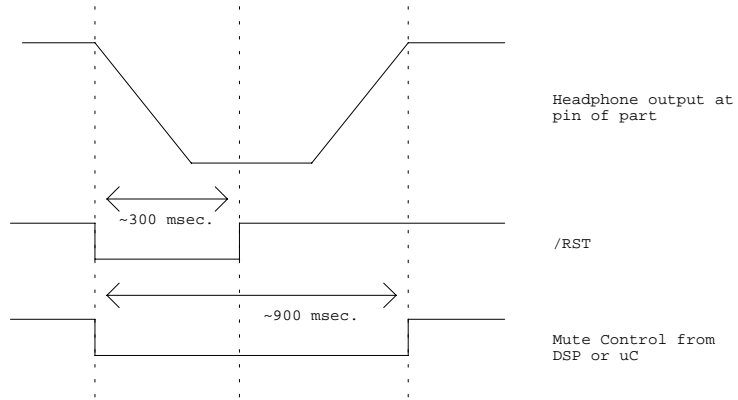 Headphone output at
pin of part
~300 msec.
/RST
~900 msec.
Mute Control from
DSP or uC